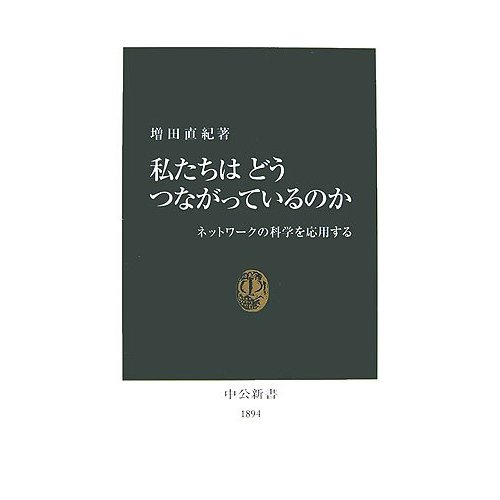 増田直紀著
私たちは どう
つながっているのか
ネットワークの科学を応用する
中公新書
1894